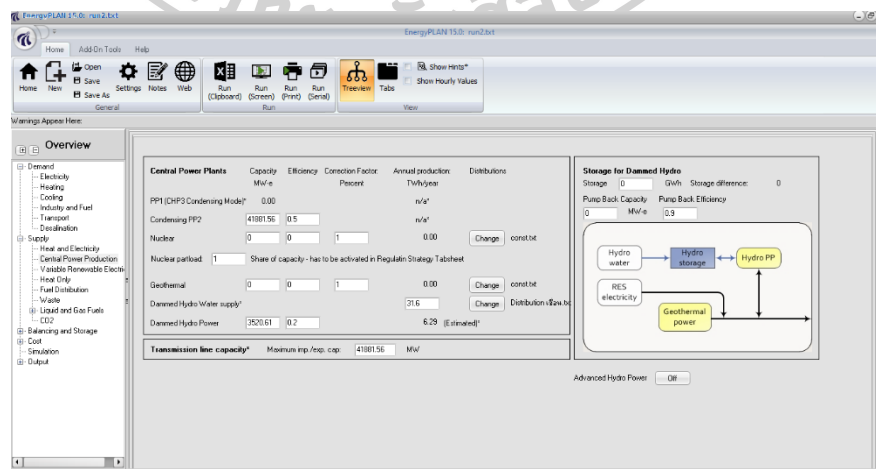 EnergyPLAN 15.0: run2.txt
EnergyPLAN 15.0: run2.txt
Home Add-On Tools Help
Home New Open Save Save As Settings Notes Web Run (Clipboard) Run (Screen) Run (Print) Run (Serial) Treeview Tabs Show Hints* Show Hourly Values
General Run View
Warnings Appear Here:
Overview
Demand
Electricity
Heating
Cooling
Industry and Fuel
Transport
Desalination
Supply
Heat and Electricity
Central Power Production
Variable Renewable Electri
Heat Only
Fuel Distribution
Waste
Liquid and Gas Fuels
CO2
Balancing and Storage
Cost
Simulation
Output
Central Power Plants Capacity Efficiency Correction Factor Annual production: Distributions
MW-e Percent TWh/year
PP1 (CHP3 Condensing Mode)* 0.00 n/a*
Condensing PP2 41881.56 0.5 n/a*
Nuclear 0 0 1 0.00 Change const.txt
Nuclear partload: 1 Share of capacity - has to be activated in Regulatin Strategy Tabsheet
Geothermal 0 0 1 0.00 Change const.txt
Dammed Hydro Water supply* 31.6 Change Distribution เขื่อน.txt
Dammed Hydro Power 3520.61 0.2 6.29 (Estimated)*
Transmission line capacity* Maximum imp./exp. cap: 41881.56 MW
Storage for Dammed Hydro
Storage 0 GWh Storage difference: 0
Pump Back Capacity Pump Back Efficiency
0 MW-e 0.9
Hydro water
Hydro storage
Hydro PP
RES electricity
Geothermal power
Advanced Hydro Power Off